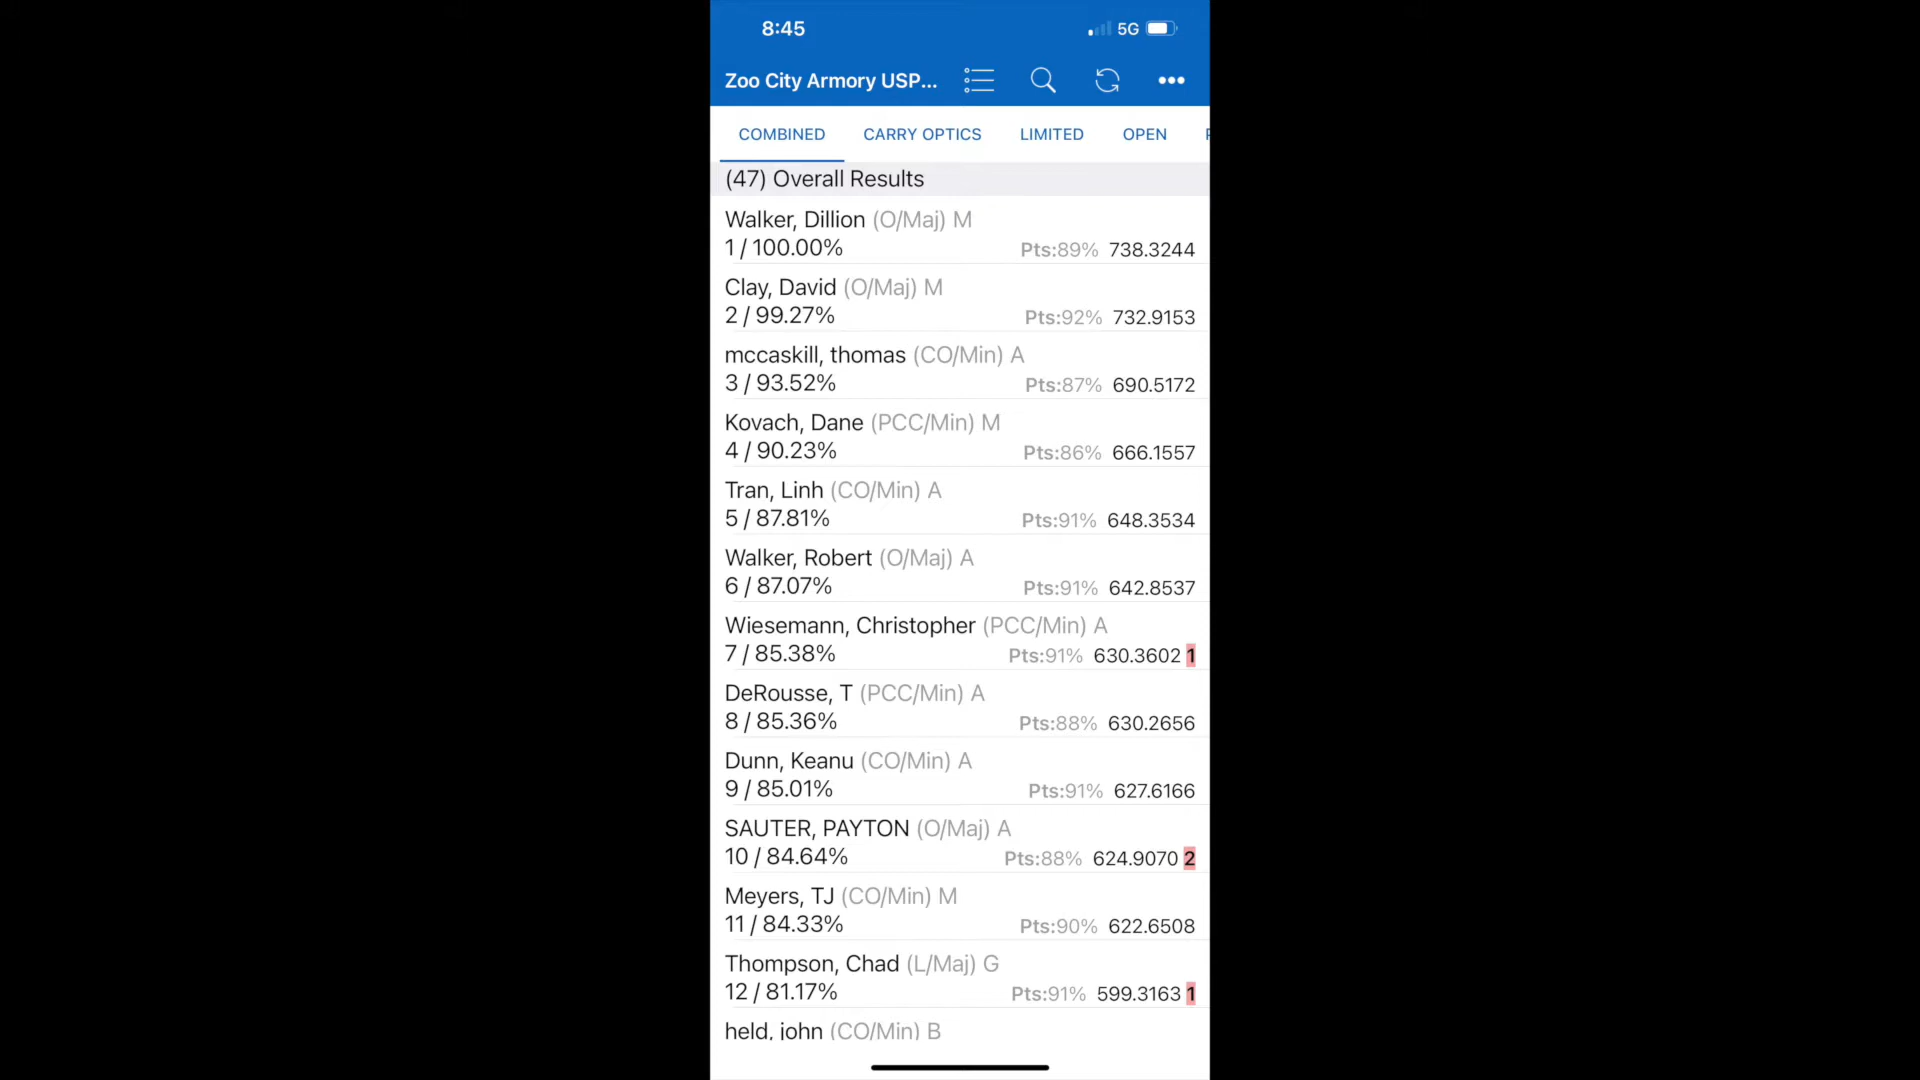 8:45 5G
Zoo City Armory USP...
COMBINED CARRY OPTICS LIMITED OPEN
(47) Overall Results
Walker, Dillion (O/Maj) M
1 / 100.00% Pts:89% 738.3244
Clay, David (O/Maj) M
2 / 99.27% Pts:92% 732.9153
mccaskill, thomas (CO/Min) A
3 / 93.52% Pts:87% 690.5172
Kovach, Dane (PCC/Min) M
4 / 90.23% Pts:86% 666.1557
Tran, Linh (CO/Min) A
5 / 87.81% Pts:91% 648.3534
Walker, Robert (O/Maj) A
6 / 87.07% Pts:91% 642.8537
Wiesemann, Christopher (PCC/Min) A
7 / 85.38% Pts:91% 630.3602 1
DeRousse, T (PCC/Min) A
8 / 85.36% Pts:88% 630.2656
Dunn, Keanu (CO/Min) A
9 / 85.01% Pts:91% 627.6166
SAUTER, PAYTON (O/Maj) A
10 / 84.64% Pts:88% 624.9070 2
Meyers, TJ (CO/Min) M
11 / 84.33% Pts:90% 622.6508
Thompson, Chad (L/Maj) G
12 / 81.17% Pts:91% 599.3163 1
held, john (CO/Min) B